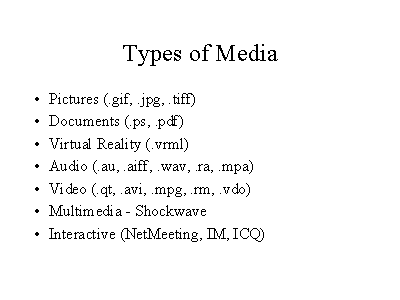 Types of Media
• Pictures (.gif, .jpg, .tiff)
• Documents (.ps, .pdf)
• Virtual Reality (.vrml)
• Audio (.au, .aiff, .wav, .ra, .mpa)
• Video (.qt, .avi, .mpg, .rm, .vdo)
• Multimedia - Shockwave
• Interactive (NetMeeting, IM, ICQ)